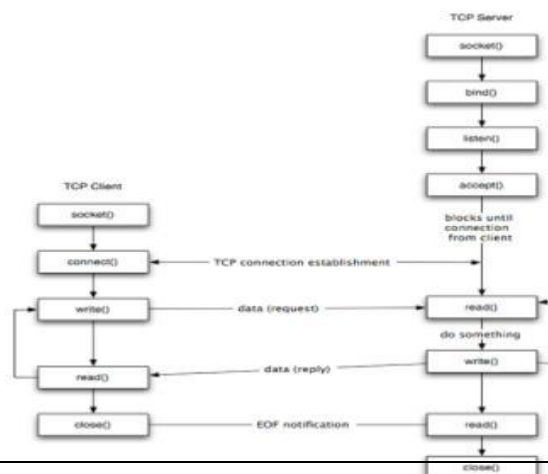 TCP Server
socket()
bind()
listen()
accept()
blocks until
connection
from client
TCP Client
socket()
connect()
TCP connection establishment
write()
data (request)
read()
do something
write()
data (reply)
read()
close()
EOF notification
read()
close()